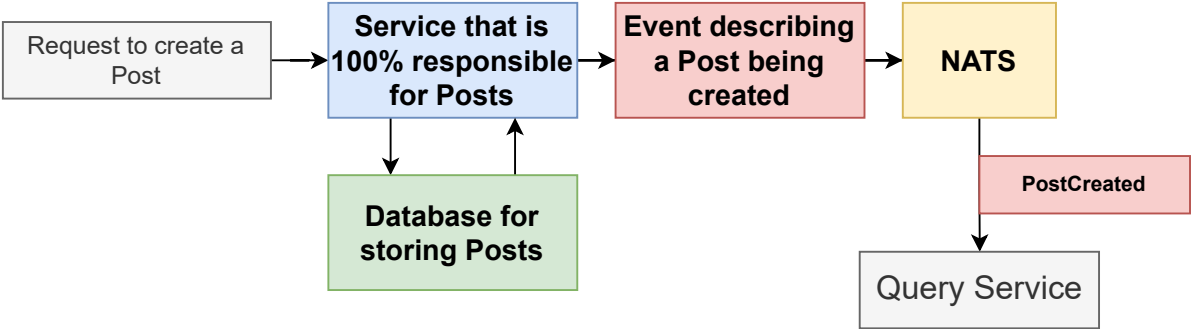 Request to create a
Post
Service that is
100% responsible
for Posts
Event describing
a Post being
created
NATS
Database for
storing Posts
PostCreated
Query Service